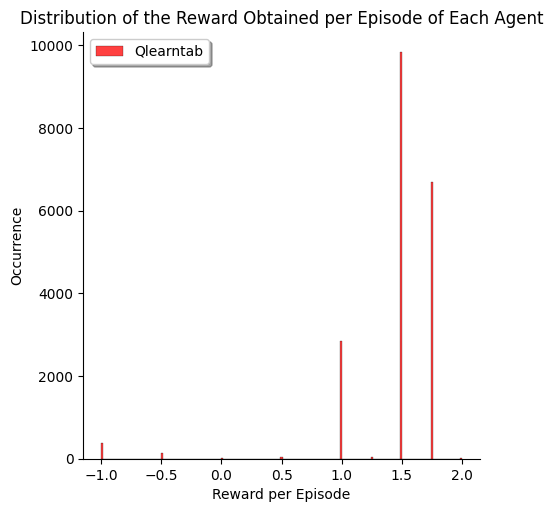 Distribution of the Reward Obtained per Episode of Each Agent
Qlearntab
10000
8000
6000
4000
2000
0
Occurrence
−1.0 −0.5 0.0 0.5 1.0 1.5 2.0
Reward per Episode